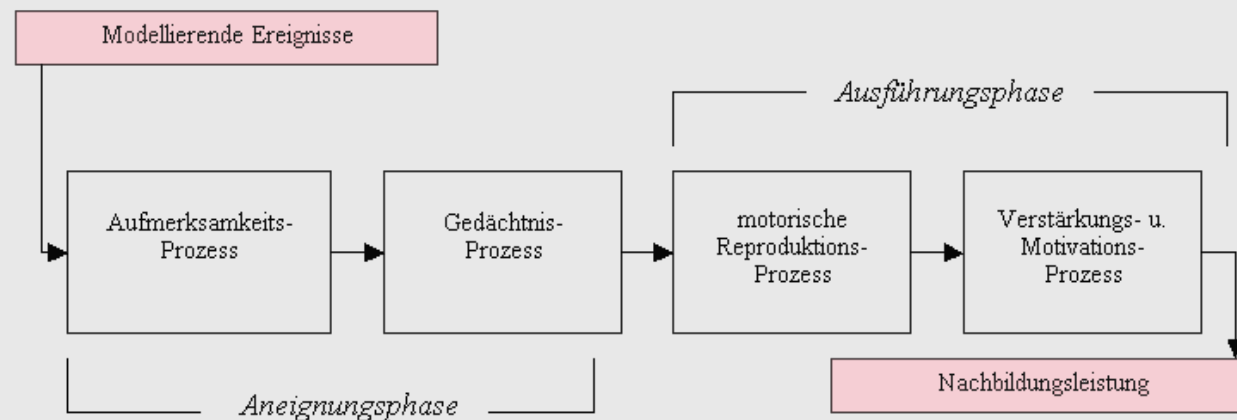 Modellierende Ereignisse
Ausführungsphase
Aufmerksamkeits-
Prozess
Gedächtnis-
Prozess
motorische
Reproduktions-
Prozess
Verstärkungs- u.
Motivations-
Prozess
Nachbildungsleistung
Aneignungsphase